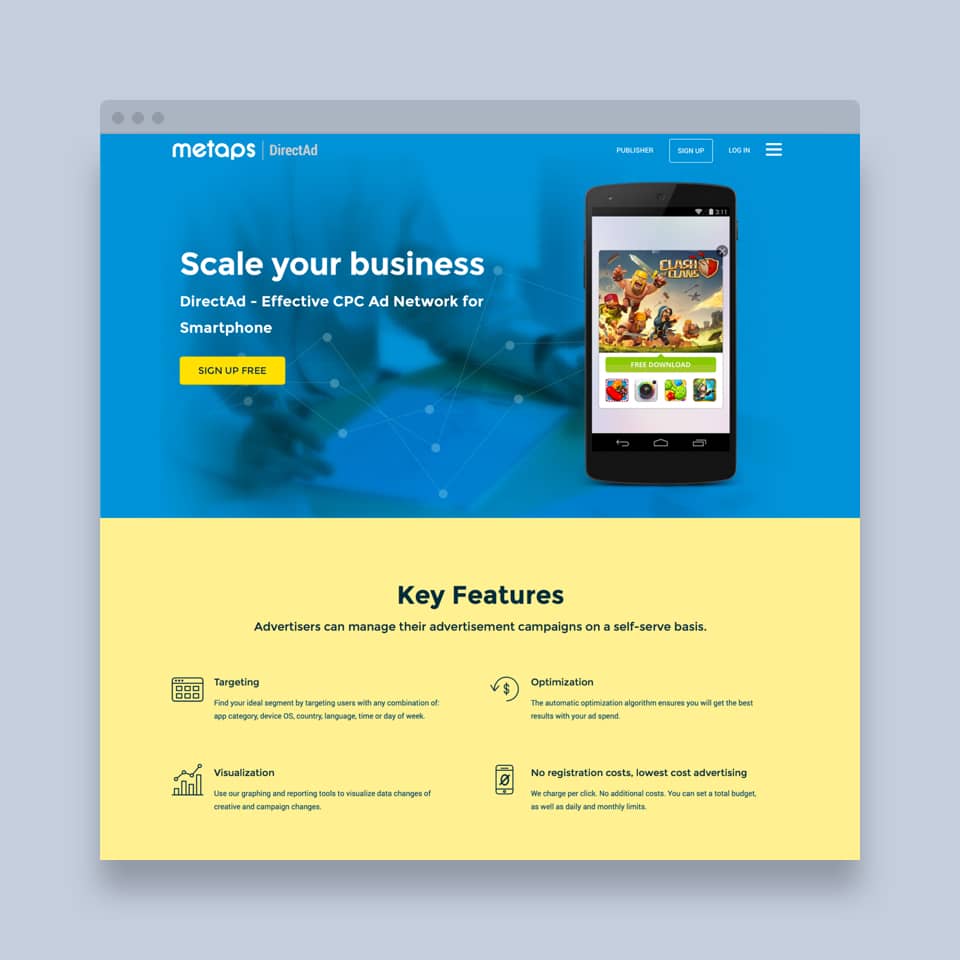 metaps | DirectAd
PUBLISHER
SIGN UP
LOG IN
3:11
Scale your business
DirectAd - Effective CPC Ad Network for
Smartphone
SIGN UP FREE
CLASH
OF CLANS
FREE DOWNLOAD
Key Features
Advertisers can manage their advertisement campaigns on a self-serve basis.
Targeting
Find your ideal segment by targeting users with any combination of:
app category, device OS, country, language, time or day of week.
Optimization
The automatic optimization algorithm ensures you will get the best
results with your ad spend.
Visualization
Use our graphing and reporting tools to visualize data changes of
creative and campaign changes.
No registration costs, lowest cost advertising
We charge per click. No additional costs. You can set a total budget,
as well as daily and monthly limits.